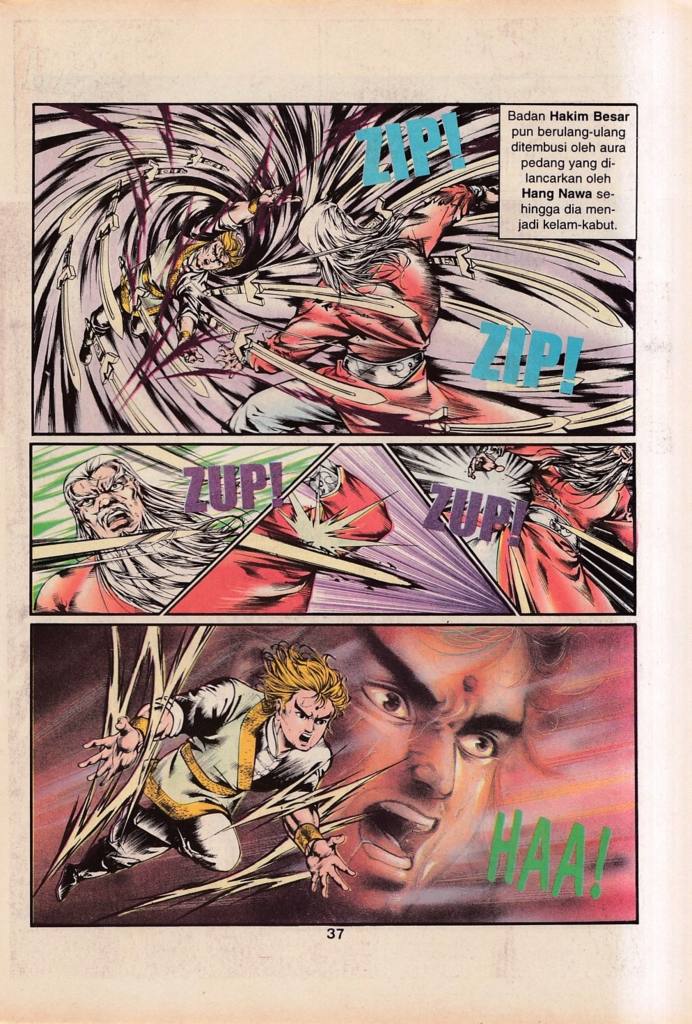 ZIP!
Badan Hakim Besar
pun berulang-ulang
ditembusi oleh aura
pedang yang di-
lancarkan oleh
Hang Nawa se-
hingga dia men-
jadi kelam-kabut.
ZIP!
ZUP!
ZUP!
HAA!
37